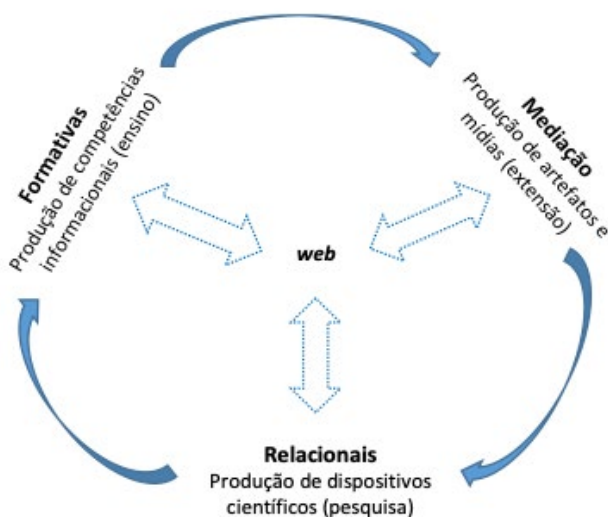 Formativas
Produção de competências
informacionais (ensino)
Mediação
Produção de artefatos e
mídias (extensão)
web
Relacionais
Produção de dispositivos
científicos (pesquisa)